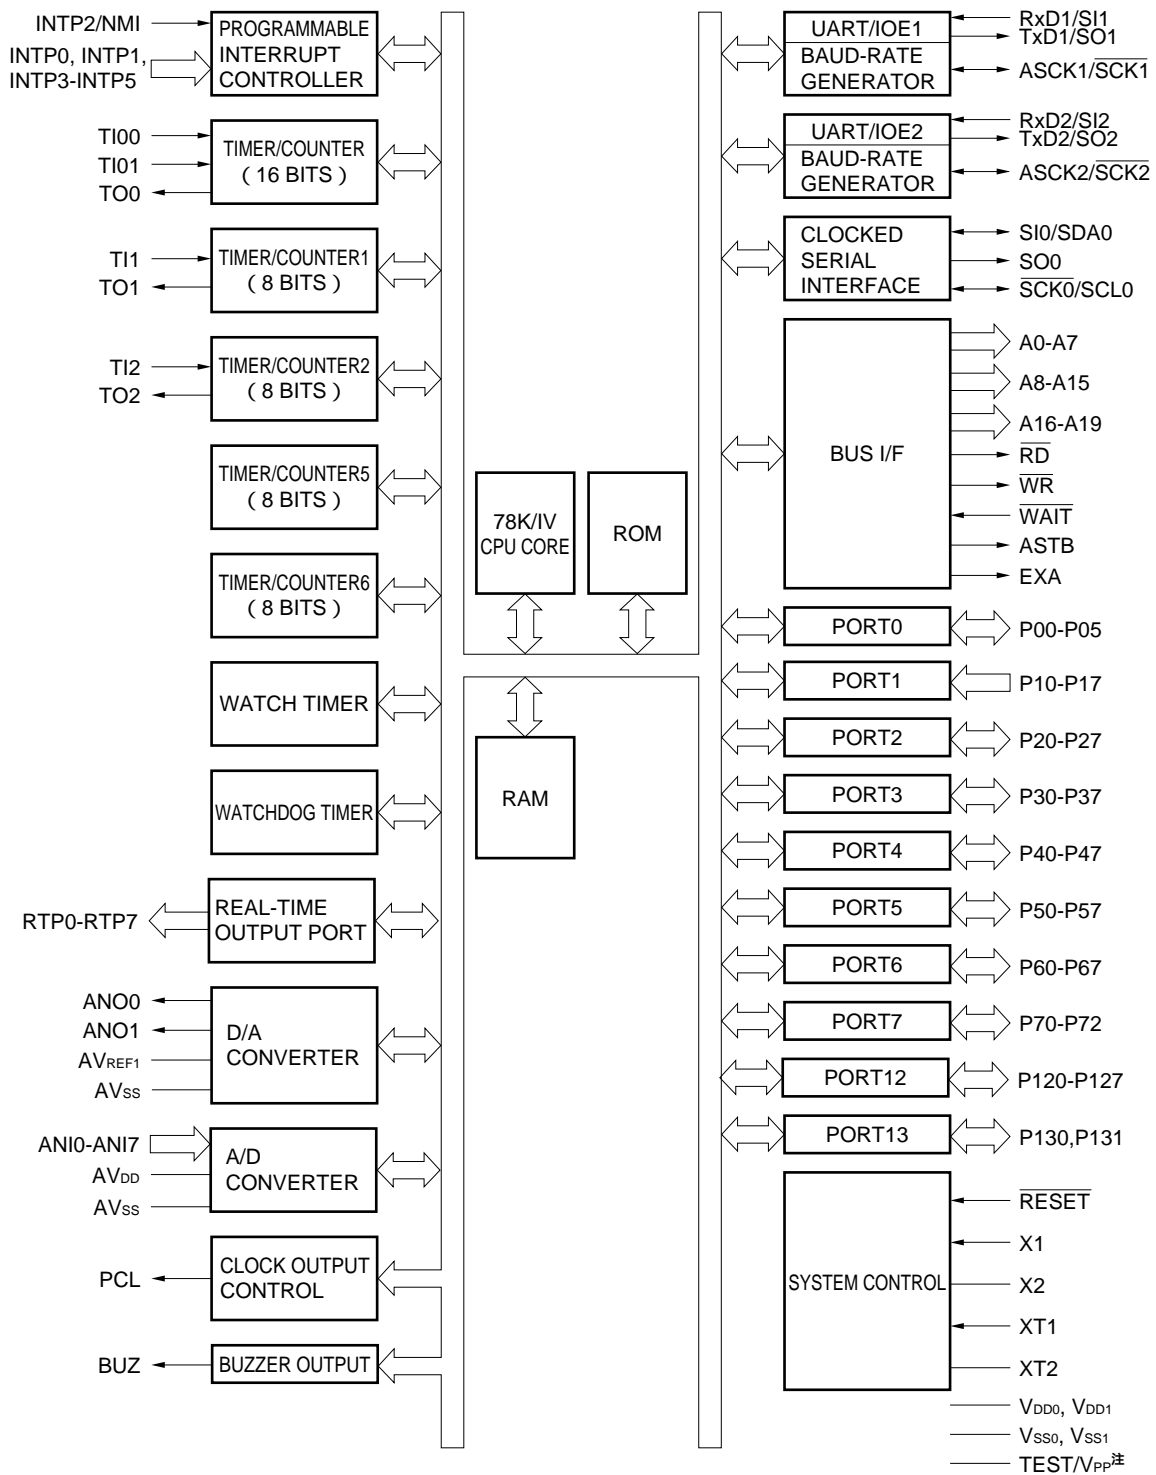 INTP2/NMI
INTP0, INTP1,
INTP3-INTP5
PROGRAMMABLE
INTERRUPT
CONTROLLER
TI00
TI01
TO0
TIMER/COUNTER
(16 BITS)
TI1
TO1
TIMER/COUNTER1
(8 BITS)
TI2
TO2
TIMER/COUNTER2
(8 BITS)
TIMER/COUNTER5
(8 BITS)
TIMER/COUNTER6
(8 BITS)
WATCH TIMER
WATCHDOG TIMER
RTP0-RTP7
REAL-TIME
OUTPUT PORT
ANO0
ANO1
AVREF1
AVSS
D/A
CONVERTER
ANI0-ANI7
AVDD
AVSS
A/D
CONVERTER
PCL
CLOCK OUTPUT
CONTROL
BUZ
BUZZER OUTPUT
78K/IV
CPU CORE
ROM
RAM
UART/IOE1
BAUD-RATE
GENERATOR
RxD1/SI1
TxD1/SO1
ASCK1/S̅C̅K̅1̅
UART/IOE2
BAUD-RATE
GENERATOR
RxD2/SI2
TxD2/SO2
ASCK2/S̅C̅K̅2̅
CLOCKED
SERIAL
INTERFACE
SI0/SDA0
SO0
S̅C̅K̅0̅/SCL0
BUS I/F
A0-A7
A8-A15
A16-A19
R̅D̅
W̅R̅
W̅A̅I̅T̅
ASTB
EXA
PORT0
P00-P05
PORT1
P10-P17
PORT2
P20-P27
PORT3
P30-P37
PORT4
P40-P47
PORT5
P50-P57
PORT6
P60-P67
PORT7
P70-P72
PORT12
P120-P127
PORT13
P130,P131
SYSTEM CONTROL
R̅E̅S̅E̅T̅
X1
X2
XT1
XT2
VDD0, VDD1
VSS0, VSS1
TEST/VPP注